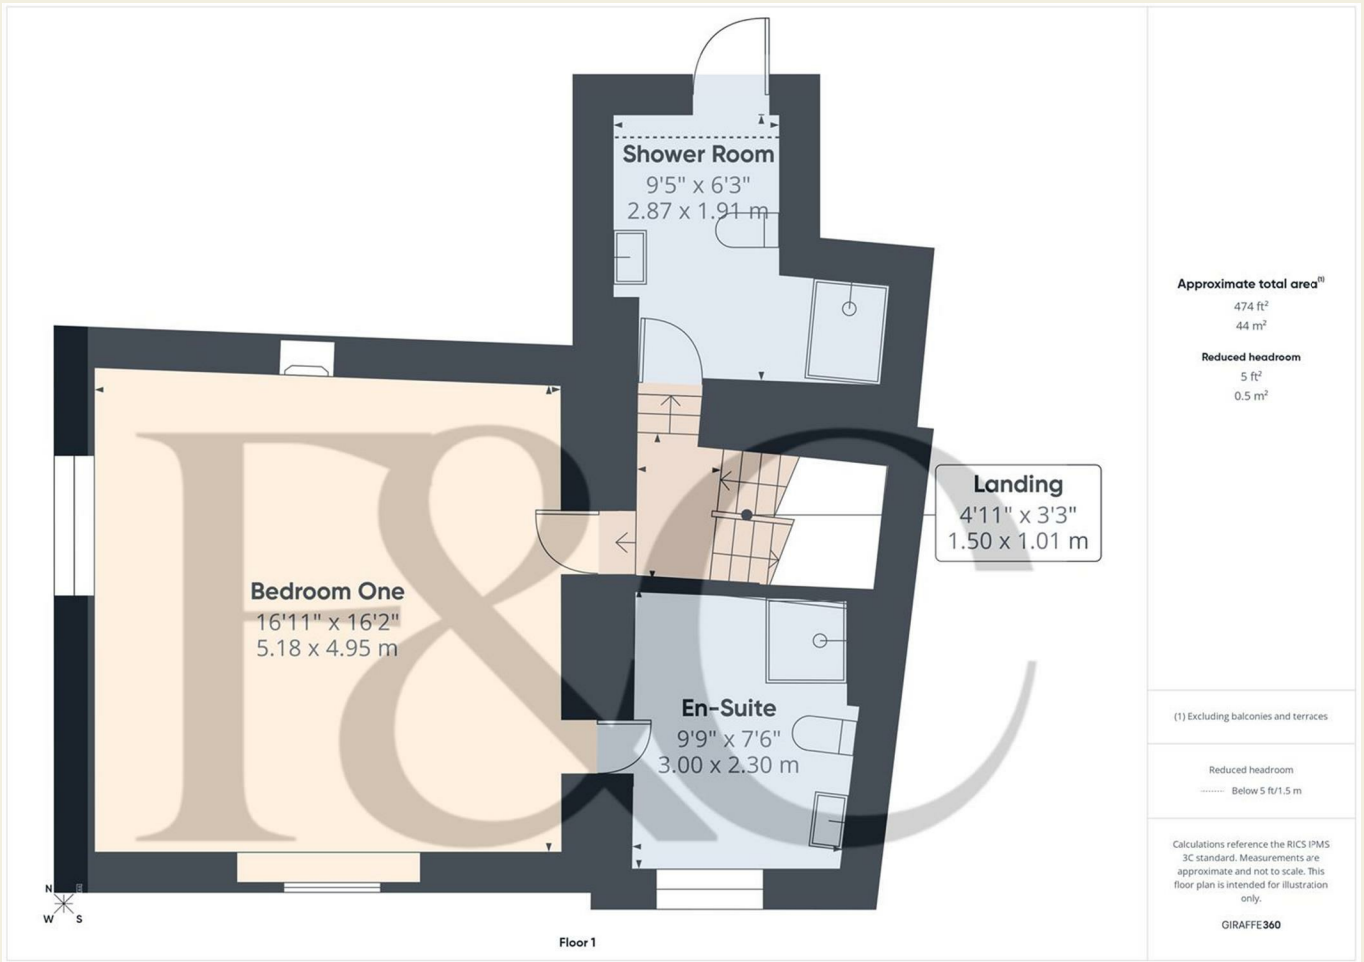 Shower Room
9'5" x 6'3"
2.87 x 1.91 m
Landing
4'11" x 3'3"
1.50 x 1.01 m
Bedroom One
16'11" x 16'2"
5.18 x 4.95 m
En-Suite
9'9" x 7'6"
3.00 x 2.30 m
F&C
N
W S
Floor 1
Approximate total area(1)
474 ft²
44 m²
Reduced headroom
5 ft²
0.5 m²
(1) Excluding balconies and terraces
Reduced headroom
Below 5 ft/1.5 m
Calculations reference the RICS IPMS
3C standard. Measurements are
approximate and not to scale. This
floor plan is intended for illustration
only.
GIRAFFE360